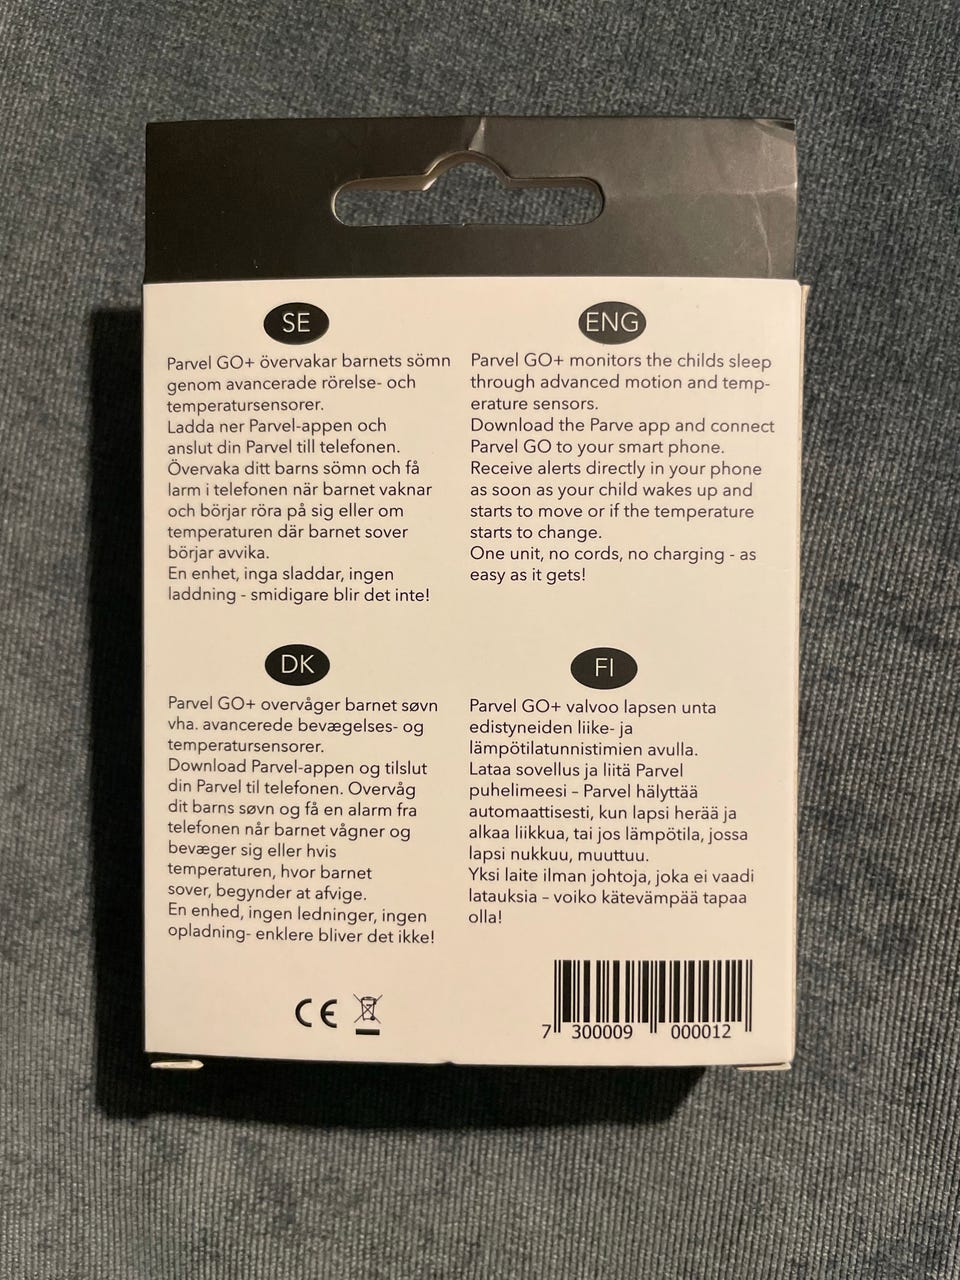 SE
Parvel GO+ övervakar barnets sömn
genom avancerade rörelse- och
temperatursensorer.
Ladda ner Parvel-appen och
anslut din Parvel till telefonen.
Övervaka ditt barns sömn och få
larm i telefonen när barnet vaknar
och börjar röra på sig eller om
temperaturen där barnet sover
börjar avvika.
En enhet, inga sladdar, ingen
laddning - smidigare blir det inte!
ENG
Parvel GO+ monitors the childs sleep
through advanced motion and temp-
erature sensors.
Download the Parve app and connect
Parvel GO to your smart phone.
Receive alerts directly in your phone
as soon as your child wakes up and
starts to move or if the temperature
starts to change.
One unit, no cords, no charging - as
easy as it gets!
DK
Parvel GO+ overvåger barnet søvn
vha. avancerede bevægelses- og
temperatursensorer.
Download Parvel-appen og tilslut
din Parvel til telefonen. Overvåg
dit barns søvn og få en alarm fra
telefonen når barnet vågner og
bevæger sig eller hvis
temperaturen, hvor barnet
sover, begynder at afvige.
En enhed, ingen ledninger, ingen
opladning- enklere bliver det ikke!
FI
Parvel GO+ valvoo lapsen unta
edistyneiden liike- ja
lämpötilatunnistimien avulla.
Lataa sovellus ja liitä Parvel
puhelimeesi – Parvel hälyttää
automaattisesti, kun lapsi herää ja
alkaa liikkua, tai jos lämpötila, jossa
lapsi nukkuu, muuttuu.
Yksi laite ilman johtoja, joka ei vaadi
latauksia – voiko kätevämpää tapaa
olla!
CE
7 300009 000012